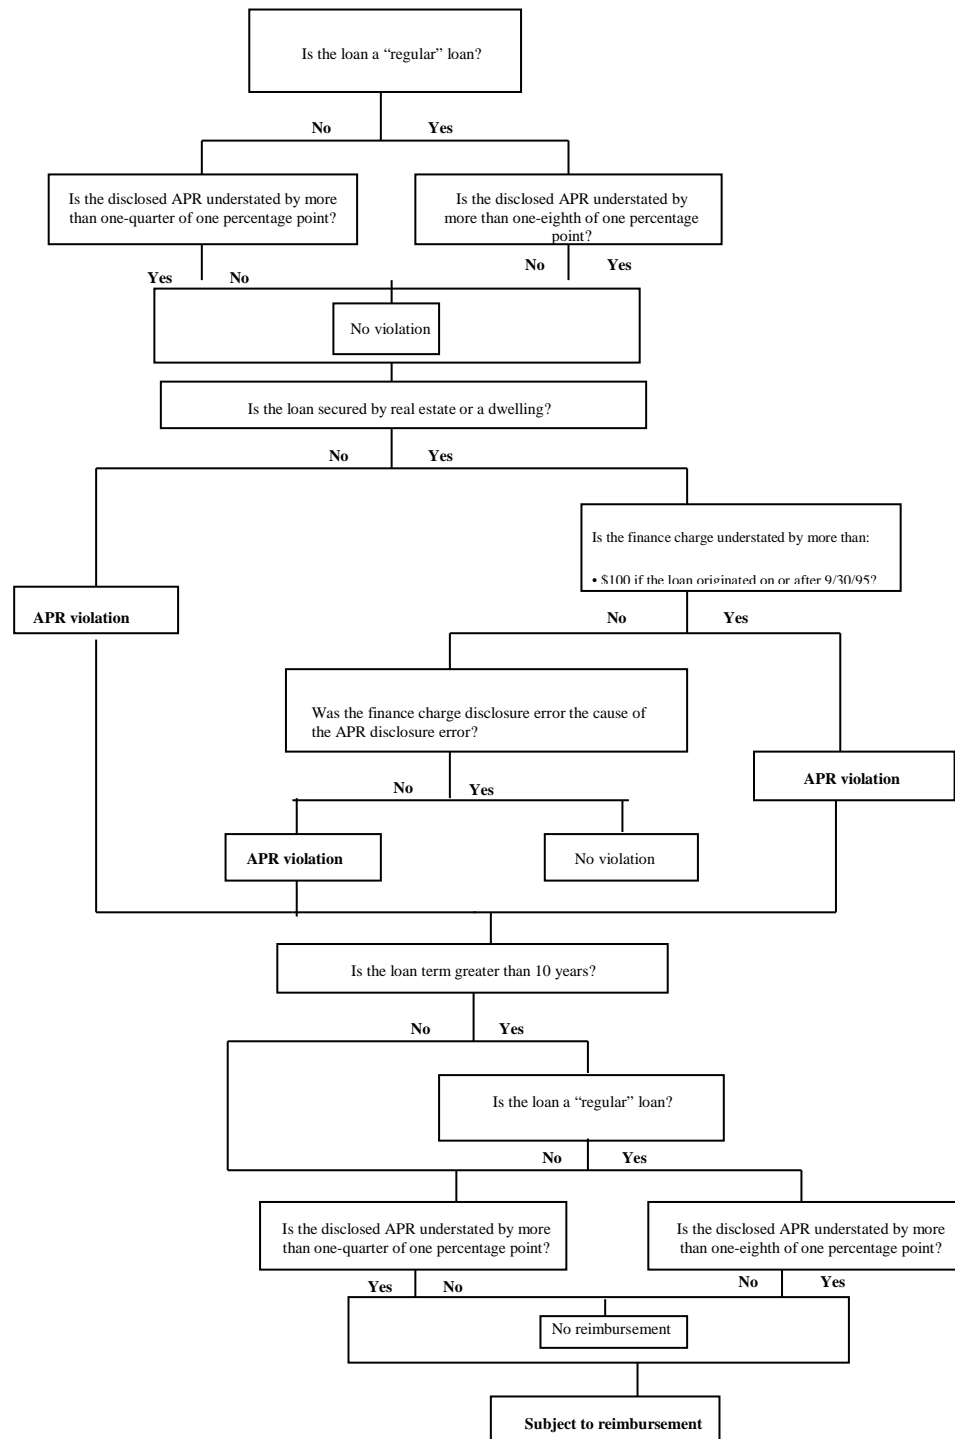 Is the loan a “regular” loan?
No Yes
Is the disclosed APR understated by more
than one-quarter of one percentage point?
Is the disclosed APR understated by
more than one-eighth of one percentage
point?
Yes No
No Yes
No violation
Is the loan secured by real estate or a dwelling?
No Yes
Is the finance charge understated by more than:
• $100 if the loan originated on or after 9/30/95?
APR violation
No Yes
Was the finance charge disclosure error the cause of
the APR disclosure error?
APR violation
No Yes
APR violation
No violation
Is the loan term greater than 10 years?
No Yes
Is the loan a “regular” loan?
No Yes
Is the disclosed APR understated by more
than one-quarter of one percentage point?
Is the disclosed APR understated by more
than one-eighth of one percentage point?
Yes No
No Yes
No reimbursement
Subject to reimbursement